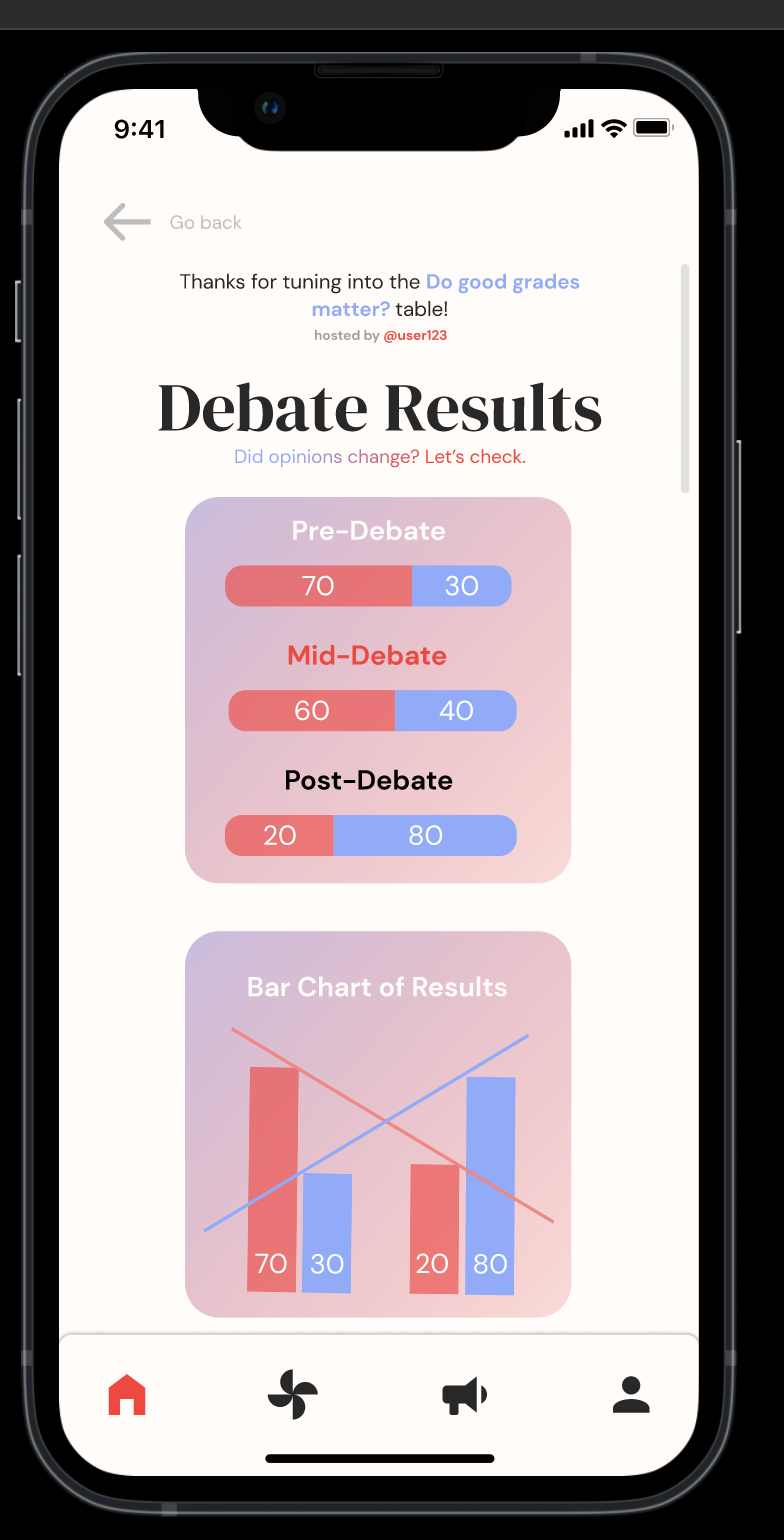 9:41
Go back
Thanks for tuning into the Do good grades
matter? table!
hosted by @user123
Debate Results
Did opinions change? Let's check.
Pre-Debate
70 30
Mid-Debate
60 40
Post-Debate
20 80
Bar Chart of Results
70 30 20 80